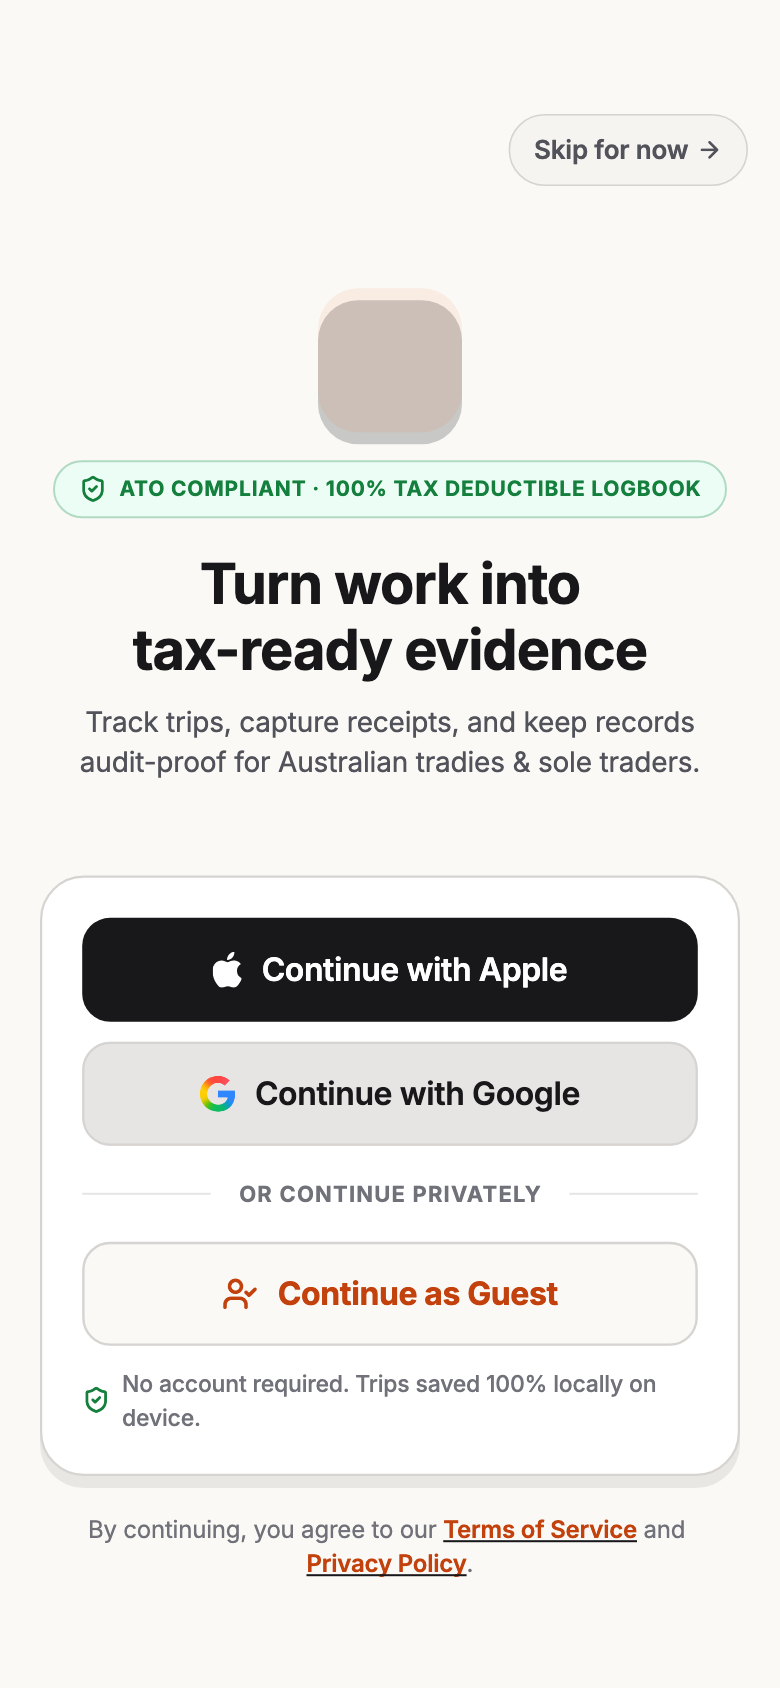 Skip for now →
ATO COMPLIANT · 100% TAX DEDUCTIBLE LOGBOOK
Turn work into
tax-ready evidence
Track trips, capture receipts, and keep records
audit-proof for Australian tradies & sole traders.
Continue with Apple
Continue with Google
OR CONTINUE PRIVATELY
Continue as Guest
No account required. Trips saved 100% locally on
device.
By continuing, you agree to our Terms of Service and
Privacy Policy.